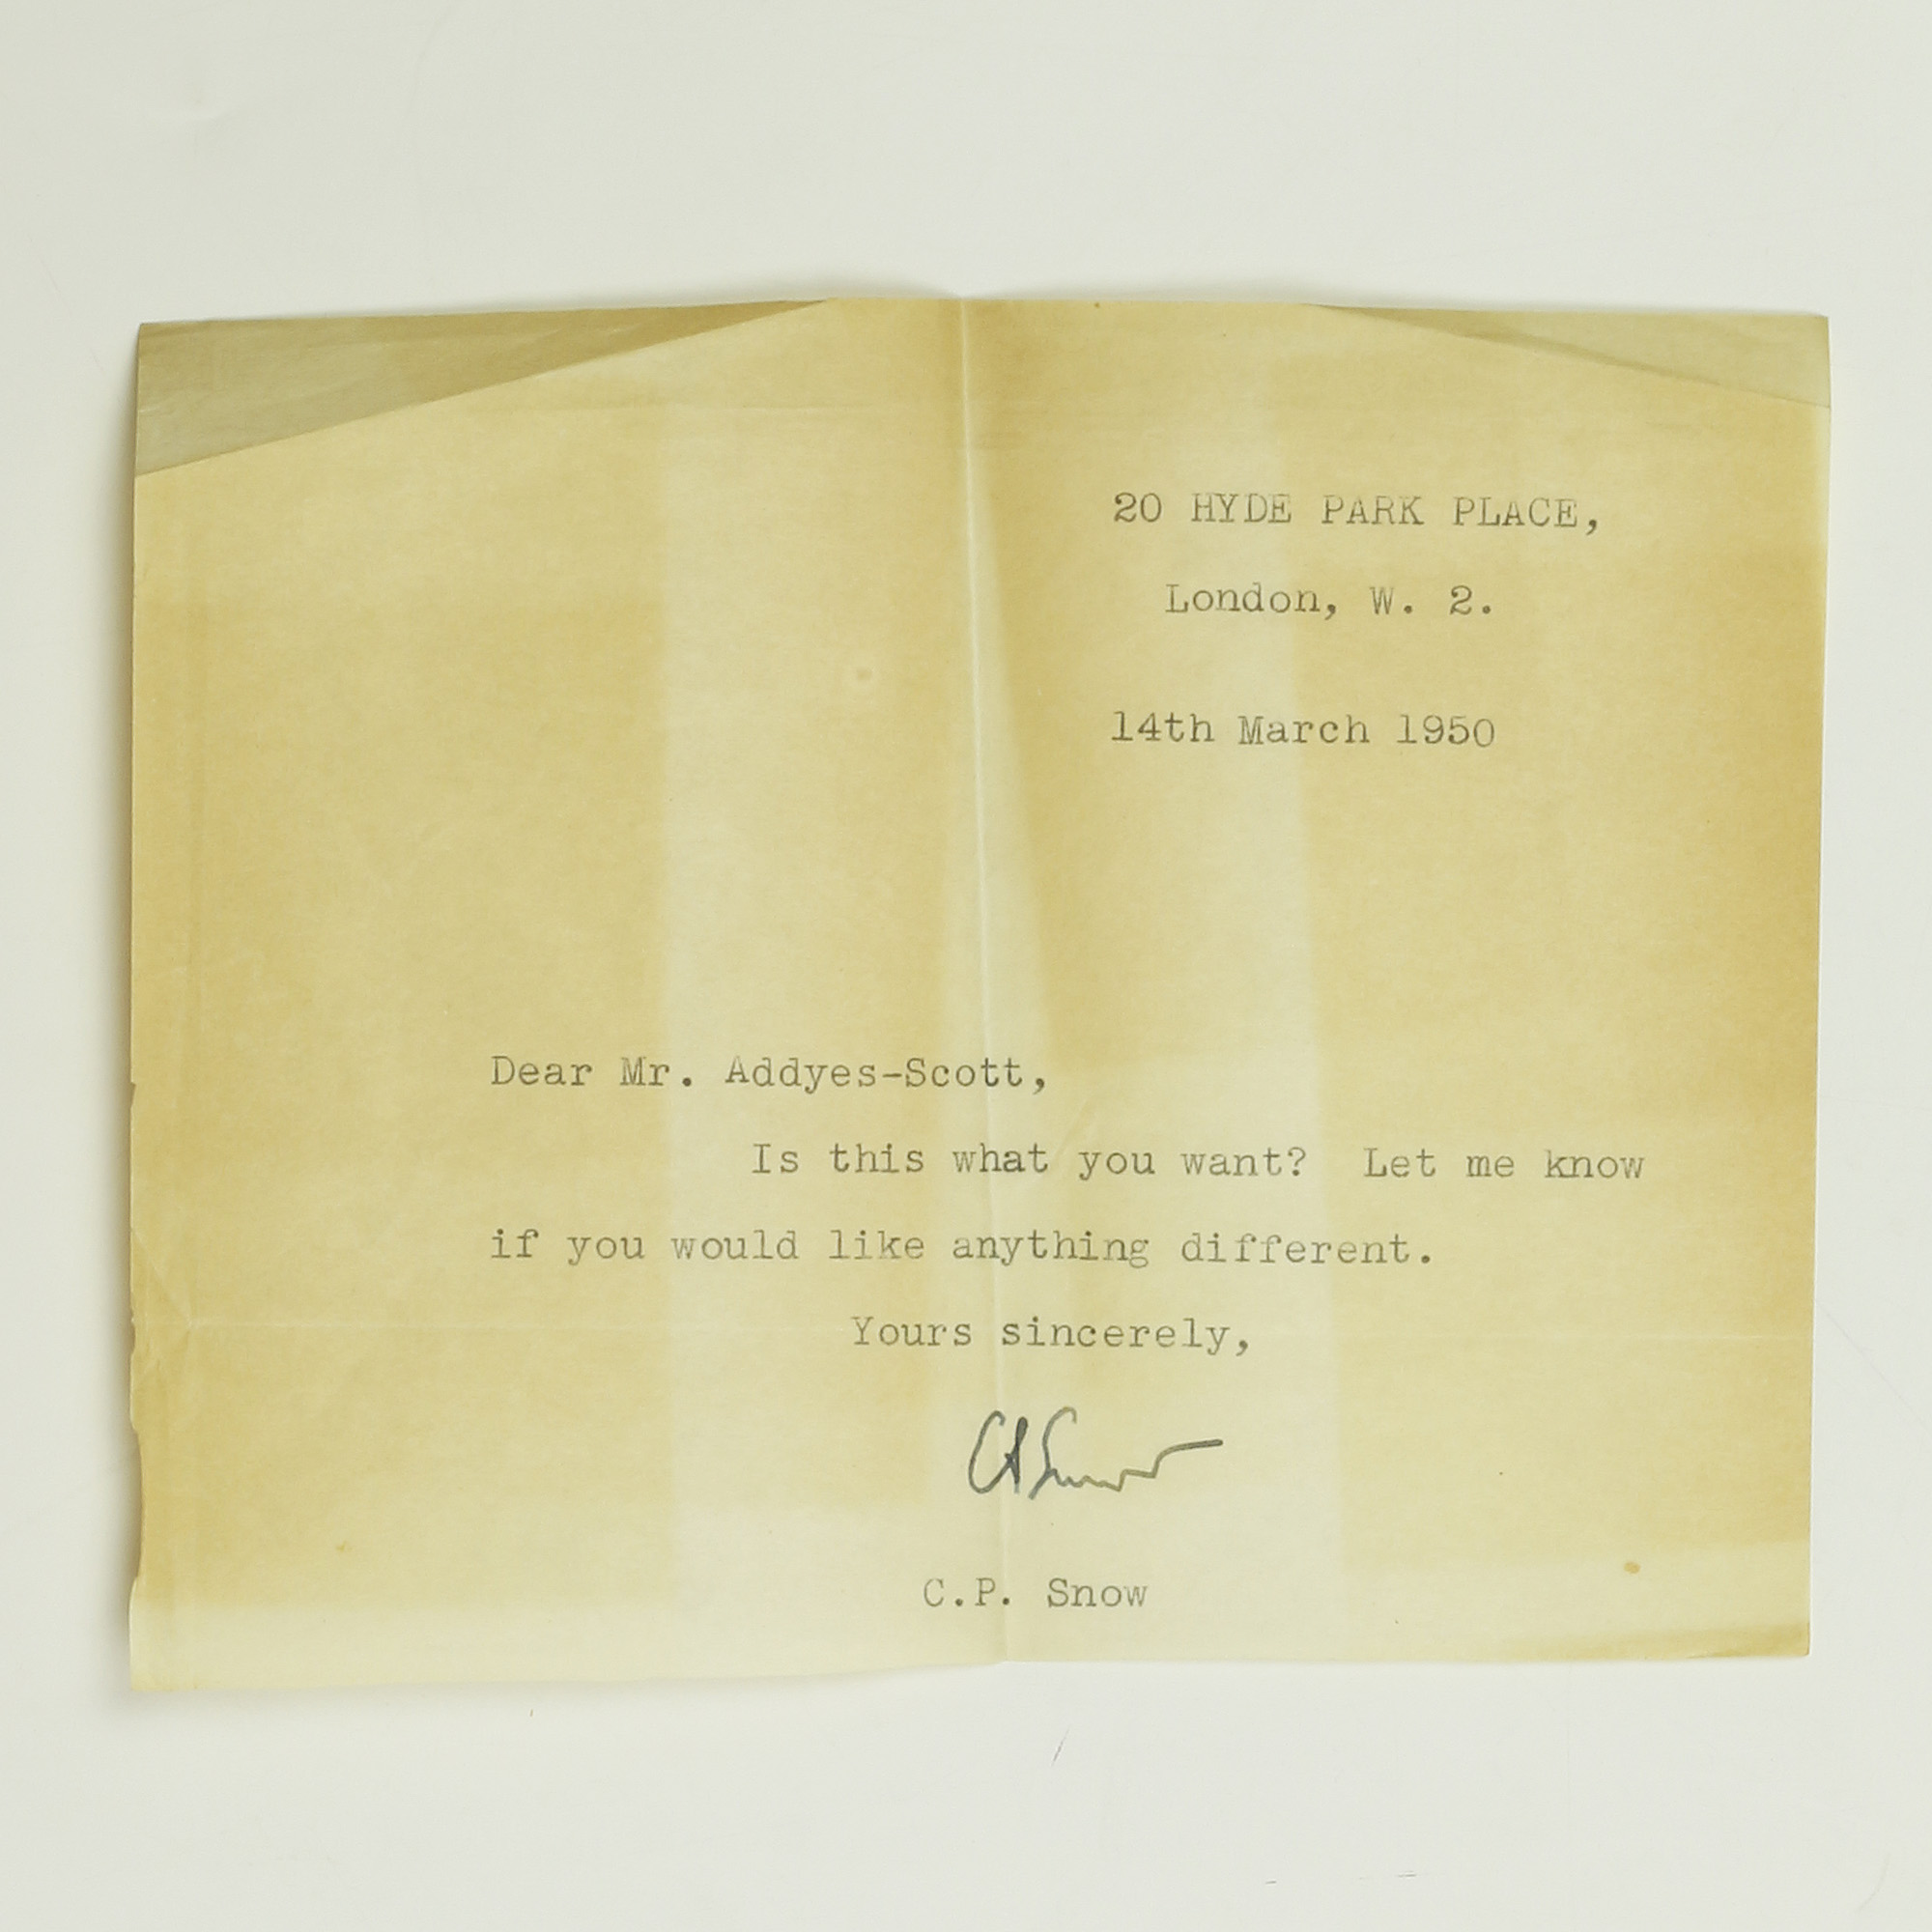 20 HYDE PARK PLACE,
London, W. 2.
14th March 1950
Dear Mr. Addyes-Scott,
Is this what you want?  Let me know
if you would like anything different.
Yours sincerely,
CPSnow
C.P. Snow